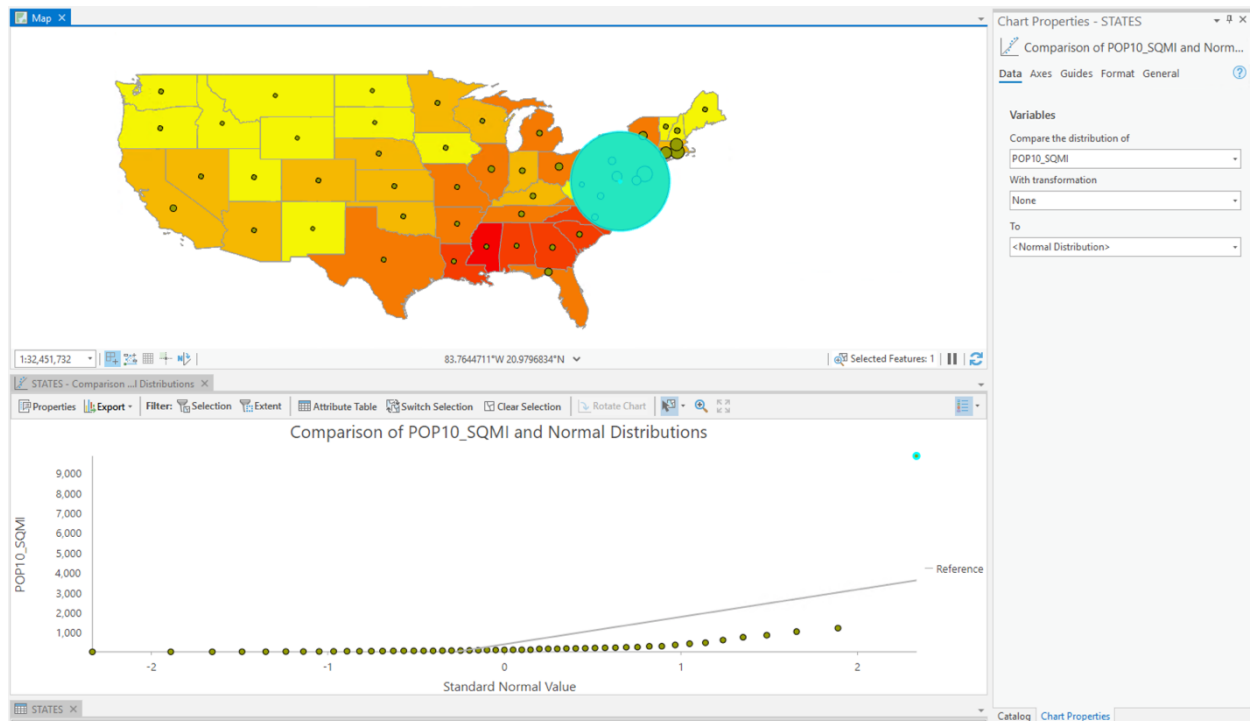 Map
1:32,451,732
83.7644711°W 20.9796834°N
Selected Features: 1
STATES - Comparison ...l Distributions
Properties Export Filter: Selection Extent Attribute Table Switch Selection Clear Selection Rotate Chart
Comparison of POP10_SQMI and Normal Distributions
9,000
8,000
7,000
6,000
5,000
4,000
3,000
2,000
1,000
POP10_SQMI
Reference
-2 -1 0 1 2
Standard Normal Value
STATES
Chart Properties - STATES
Comparison of POP10_SQMI and Norm...
Data Axes Guides Format General
Variables
Compare the distribution of
POP10_SQMI
With transformation
None
To
<Normal Distribution>
Catalog Chart Properties